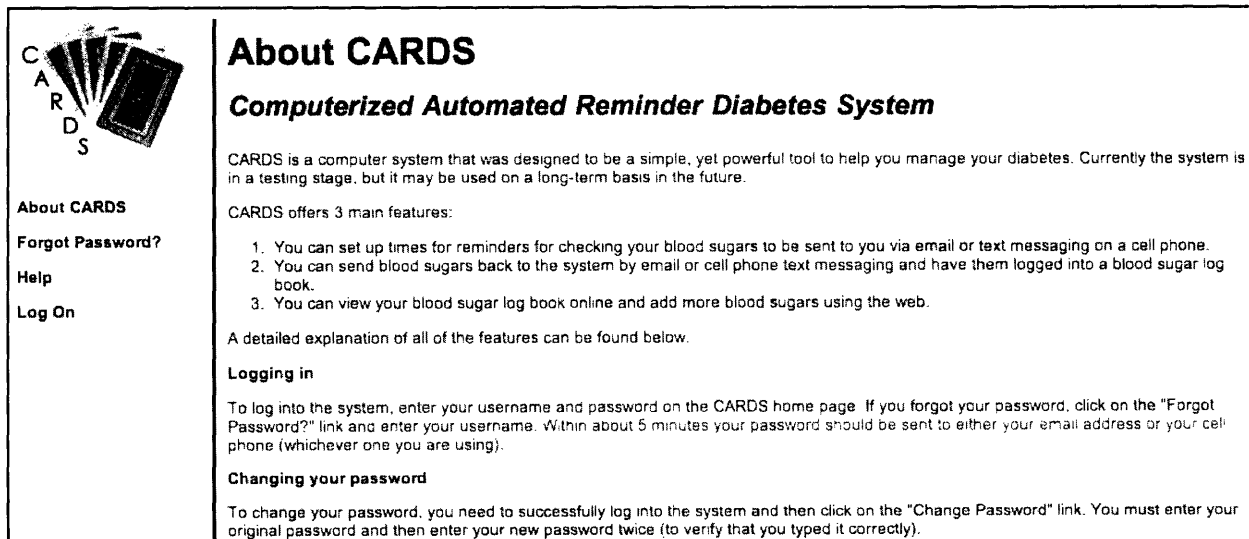 C
A
R
D
S
About CARDS
Forgot Password?
Help
Log On
About CARDS
Computerized Automated Reminder Diabetes System
CARDS is a computer system that was designed to be a simple, yet powerful tool to help you manage your diabetes. Currently the system is
in a testing stage, but it may be used on a long-term basis in the future.
CARDS offers 3 main features:
1. You can set up times for reminders for checking your blood sugars to be sent to you via email or text messaging on a cell phone.
2. You can send blood sugars back to the system by email or cell phone text messaging and have them logged into a blood sugar log
book.
3. You can view your blood sugar log book online and add more blood sugars using the web.
A detailed explanation of all of the features can be found below.
Logging in
To log into the system, enter your username and password on the CARDS home page. If you forgot your password, click on the "Forgot
Password?" link and enter your username. Within about 5 minutes your password should be sent to either your email address or your cell
phone (whichever one you are using).
Changing your password
To change your password, you need to successfully log into the system and then click on the "Change Password" link. You must enter your
original password and then enter your new password twice (to verify that you typed it correctly).